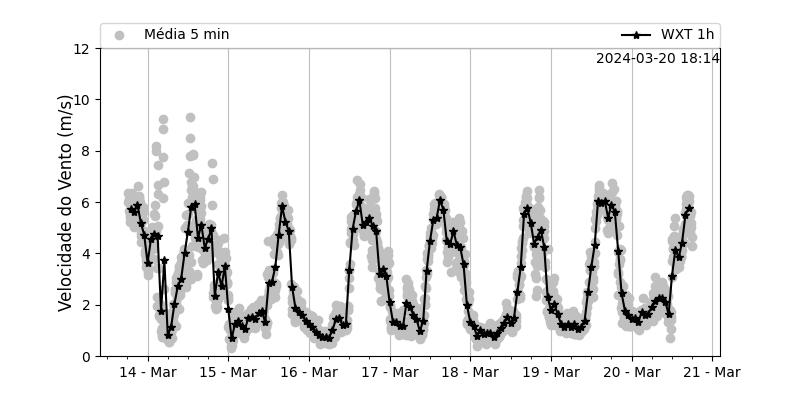 Média 5 min
WXT 1h
2024-03-20 18:14
Velocidade do Vento (m/s)
12
10
8
6
4
2
0
14 - Mar
15 - Mar
16 - Mar
17 - Mar
18 - Mar
19 - Mar
20 - Mar
21 - Mar